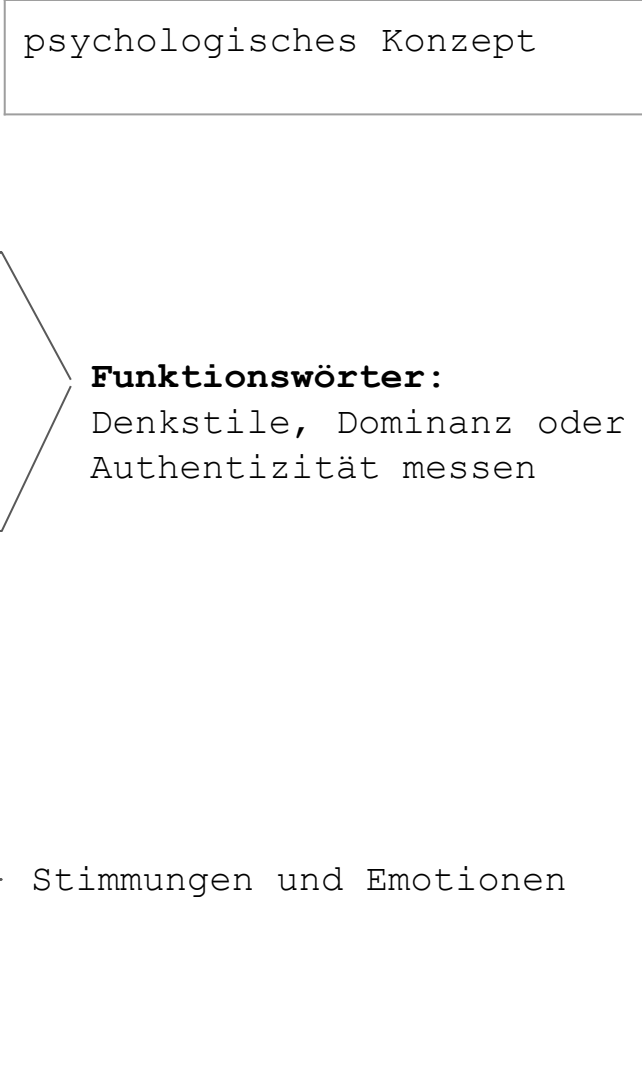 psychologisches Konzept
Funktionswörter:
Denkstile, Dominanz oder
Authentizität messen
Stimmungen und Emotionen